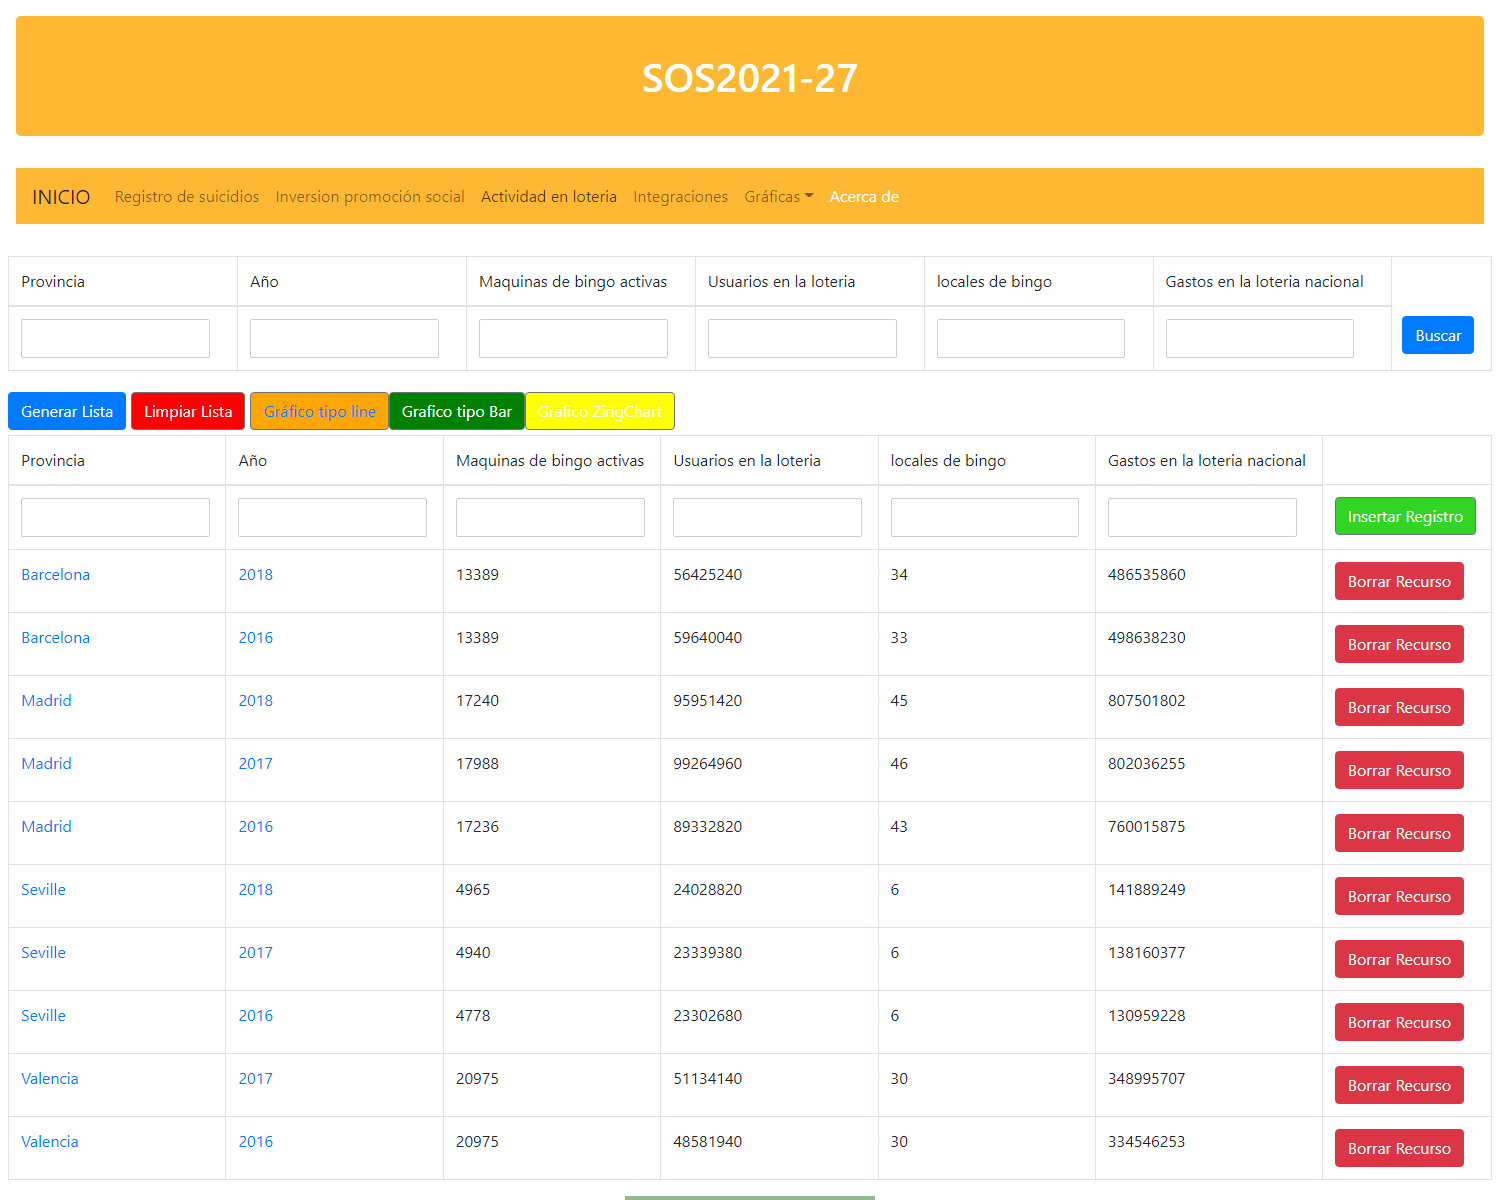 SOS2021-27
INICIO Registro de suicidios Inversion promoción social Actividad en loteria Integraciones Gráficas Acerca de
Provincia Año Maquinas de bingo activas Usuarios en la loteria locales de bingo Gastos en la loteria nacional
Buscar
Generar Lista Limpiar Lista Gráfico tipo line Grafico tipo Bar Grafico ZingChart
Provincia Año Maquinas de bingo activas Usuarios en la loteria locales de bingo Gastos en la loteria nacional
Insertar Registro
Barcelona 2018 13389 56425240 34 486535860 Borrar Recurso
Barcelona 2016 13389 59640040 33 498638230 Borrar Recurso
Madrid 2018 17240 95951420 45 807501802 Borrar Recurso
Madrid 2017 17988 99264960 46 802036255 Borrar Recurso
Madrid 2016 17236 89332820 43 760015875 Borrar Recurso
Seville 2018 4965 24028820 6 141889249 Borrar Recurso
Seville 2017 4940 23339380 6 138160377 Borrar Recurso
Seville 2016 4778 23302680 6 130959228 Borrar Recurso
Valencia 2017 20975 51134140 30 348995707 Borrar Recurso
Valencia 2016 20975 48581940 30 334546253 Borrar Recurso